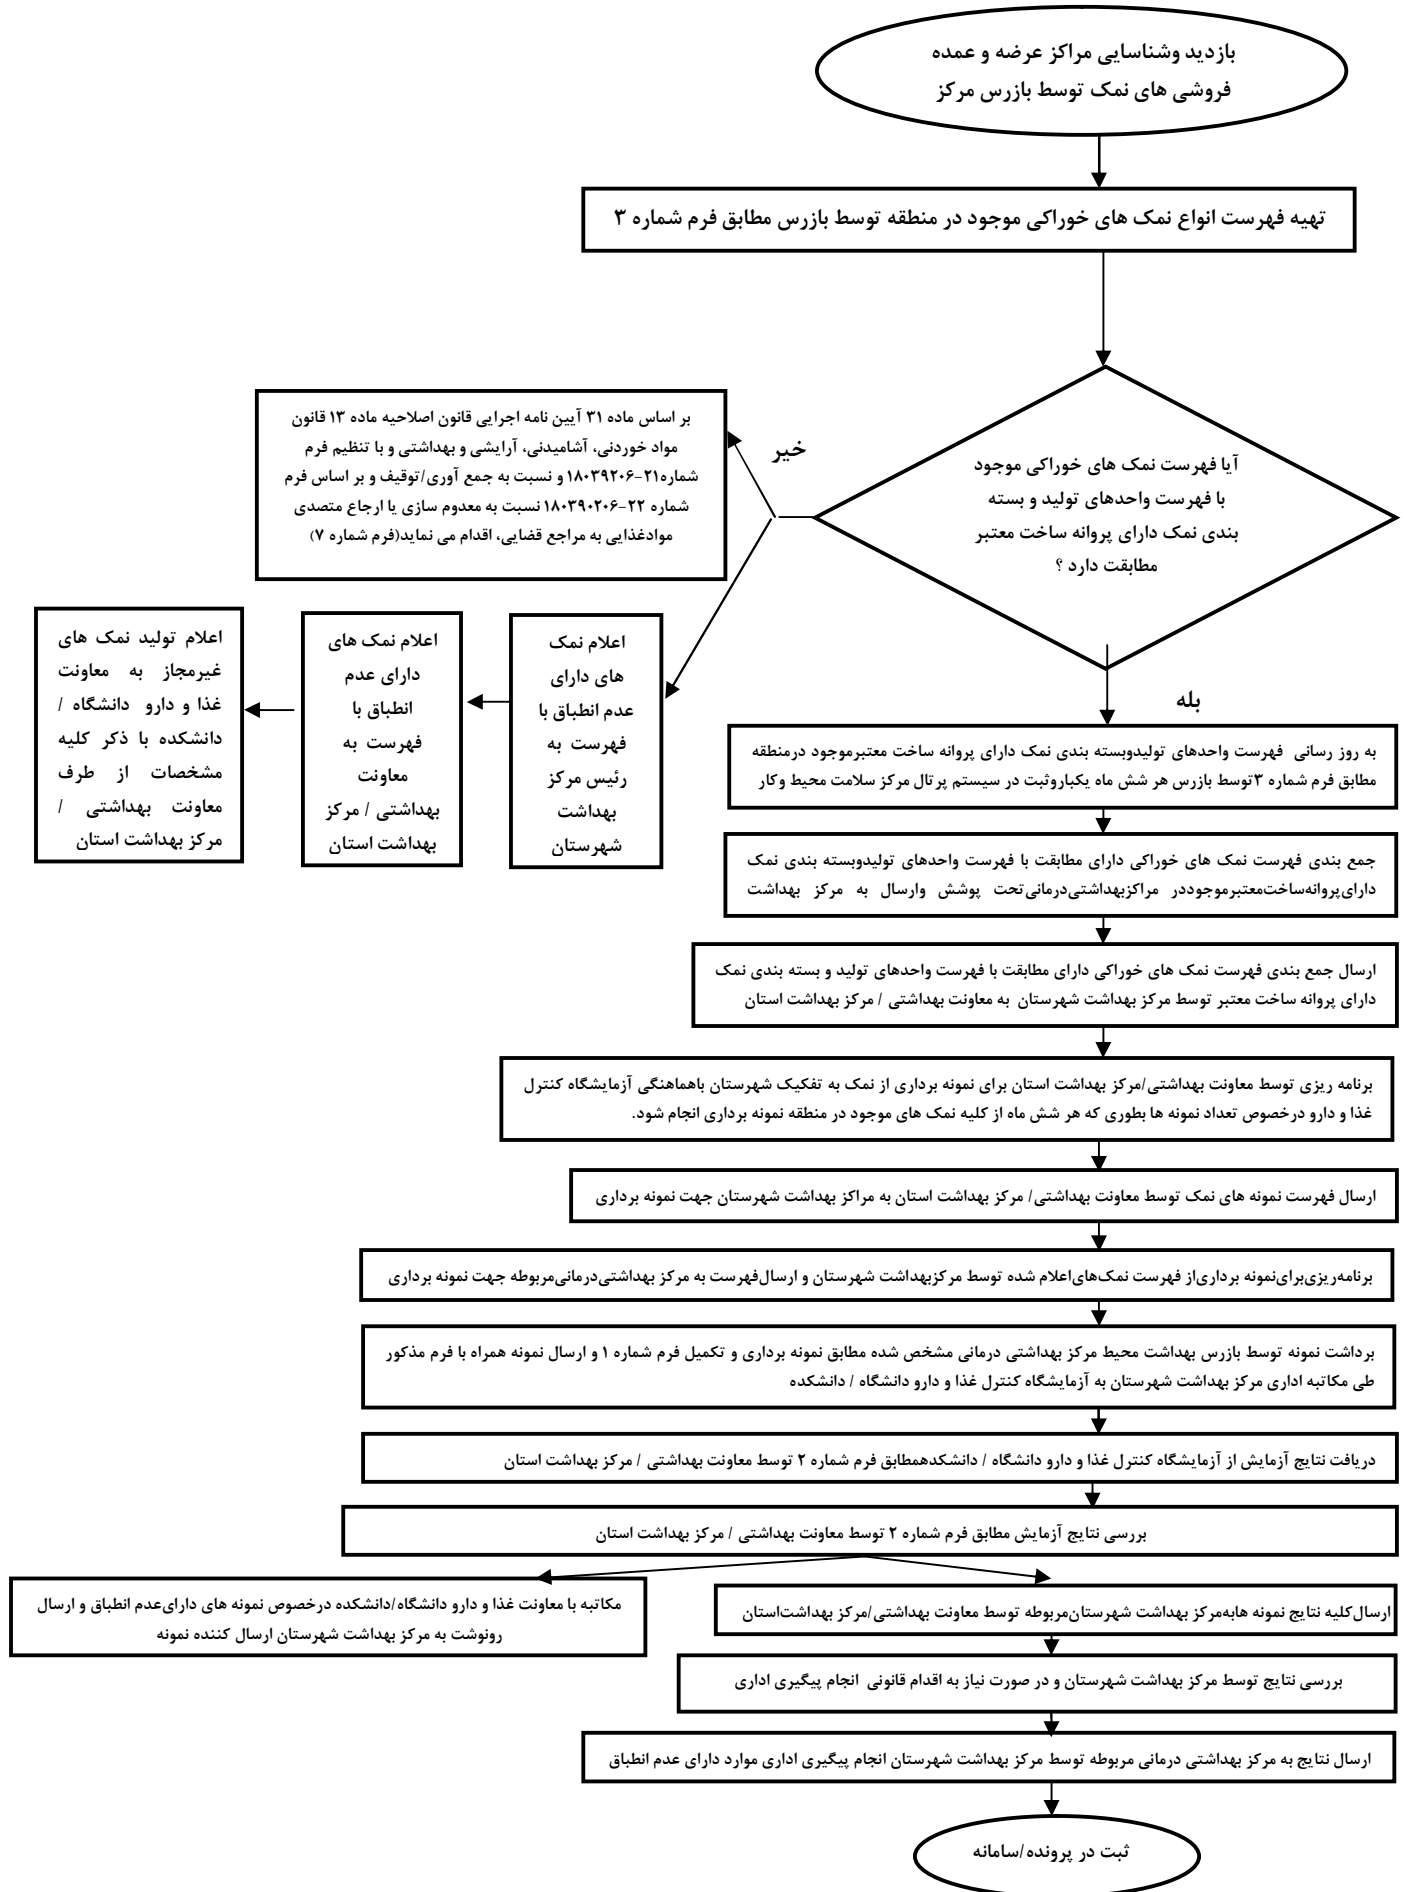 بازدید وشناسایی مراکز عرضه و عمده
فروشی های نمک توسط بازرس مرکز
تهیه فهرست انواع نمک های خوراکی موجود در منطقه توسط بازرس مطابق فرم شماره ۳
آیا فهرست نمک های خوراکی موجود
با فهرست واحدهای تولید و بسته
بندی نمک دارای پروانه ساخت معتبر
مطابقت دارد ؟
خیر
بر اساس ماده ۳۱ آیین نامه اجرایی قانون اصلاحیه ماده ۱۳ قانون
مواد خوردنی، آشامیدنی، آرایشی و بهداشتی و با تنظیم فرم
شماره۲۱-۱۸۰۳۹۲۰۶ و نسبت به جمع آوری/توقیف و بر اساس فرم
شماره ۲۲-۱۸۰۳۹۰۲۰۶ نسبت به معدوم سازی یا ارجاع متصدی
موادغذایی به مراجع قضایی، اقدام می نماید(فرم شماره ۷)
اعلام نمک
های دارای
عدم انطباق با
فهرست به
رئیس مرکز
بهداشت
شهرستان
اعلام نمک های
دارای عدم
انطباق با
فهرست به
معاونت
بهداشتی / مرکز
بهداشت استان
اعلام تولید نمک های
غیرمجاز به معاونت
غذا و دارو دانشگاه /
دانشکده با ذکر کلیه
مشخصات از طرف
معاونت بهداشتی /
مرکز بهداشت استان
بله
به روز رسانی فهرست واحدهای تولیدوبسته بندی نمک دارای پروانه ساخت معتبرموجود درمنطقه
مطابق فرم شماره ۳توسط بازرس هر شش ماه یکباروثبت در سیستم پرتال مرکز سلامت محیط وکار
جمع بندی فهرست نمک های خوراکی دارای مطابقت با فهرست واحدهای تولیدوبسته بندی نمک
دارای‌پروانه‌ساخت‌معتبرموجوددر مراکزبهداشتی‌درمانی‌تحت پوشش وارسال به مرکز بهداشت
ارسال جمع بندی فهرست نمک های خوراکی دارای مطابقت با فهرست واحدهای تولید و بسته بندی نمک
دارای پروانه ساخت معتبر توسط مرکز بهداشت شهرستان به معاونت بهداشتی / مرکز بهداشت استان
برنامه ریزی توسط معاونت بهداشتی/مرکز بهداشت استان برای نمونه برداری از نمک به تفکیک شهرستان باهماهنگی آزمایشگاه کنترل
غذا و دارو درخصوص تعداد نمونه ها بطوری که هر شش ماه از کلیه نمک های موجود در منطقه نمونه برداری انجام شود.
ارسال فهرست نمونه های نمک توسط معاونت بهداشتی/ مرکز بهداشت استان به مراکز بهداشت شهرستان جهت نمونه برداری
برنامه‌ریزی‌برای‌نمونه برداری‌از فهرست نمک‌های‌اعلام شده توسط مرکزبهداشت شهرستان و ارسال‌فهرست به مرکز بهداشتی‌درمانی‌مربوطه جهت نمونه برداری
برداشت نمونه توسط بازرس بهداشت محیط مرکز بهداشتی درمانی مشخص شده مطابق نمونه برداری و تکمیل فرم شماره ۱ و ارسال نمونه همراه با فرم مذکور
طی مکاتبه اداری مرکز بهداشت شهرستان به آزمایشگاه کنترل غذا و دارو دانشگاه / دانشکده
دریافت نتایج آزمایش از آزمایشگاه کنترل غذا و دارو دانشگاه / دانشکدهمطابق فرم شماره ۲ توسط معاونت بهداشتی / مرکز بهداشت استان
بررسی نتایج آزمایش مطابق فرم شماره ۲ توسط معاونت بهداشتی / مرکز بهداشت استان
ارسال‌کلیه نتایج نمونه هابه‌مرکز بهداشت شهرستان‌مربوطه توسط معاونت بهداشتی/مرکز بهداشت‌استان
مکاتبه با معاونت غذا و دارو دانشگاه/دانشکده درخصوص نمونه های دارای‌عدم انطباق و ارسال
رونوشت به مرکز بهداشت شهرستان ارسال کننده نمونه
بررسی نتایج توسط مرکز بهداشت شهرستان و در صورت نیاز به اقدام قانونی انجام پیگیری اداری
ارسال نتایج به مرکز بهداشتی درمانی مربوطه توسط مرکز بهداشت شهرستان انجام پیگیری اداری موارد دارای عدم انطباق
ثبت در پرونده/سامانه